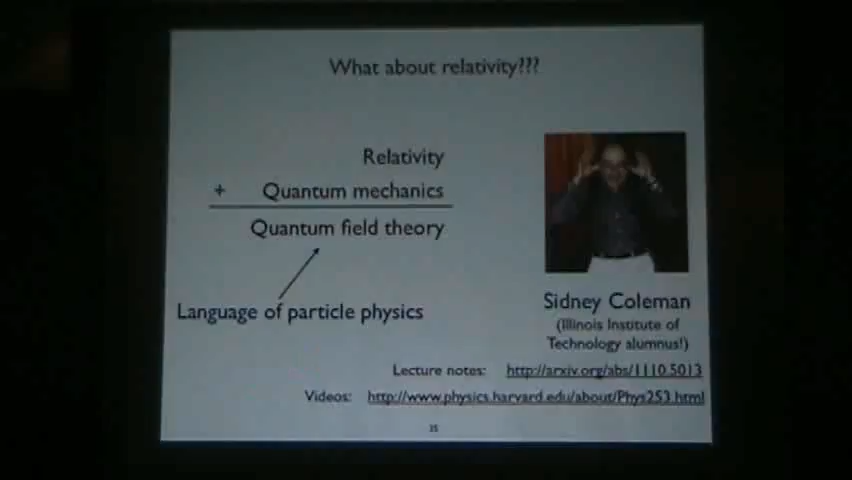 What about relativity???
Relativity
+ Quantum mechanics
Quantum field theory
Language of particle physics
Sidney Coleman
(Illinois Institute of
Technology alumnus!)
Lecture notes: http://arxiv.org/abs/1110.5013
Videos: http://www.physics.harvard.edu/about/Phys253.html